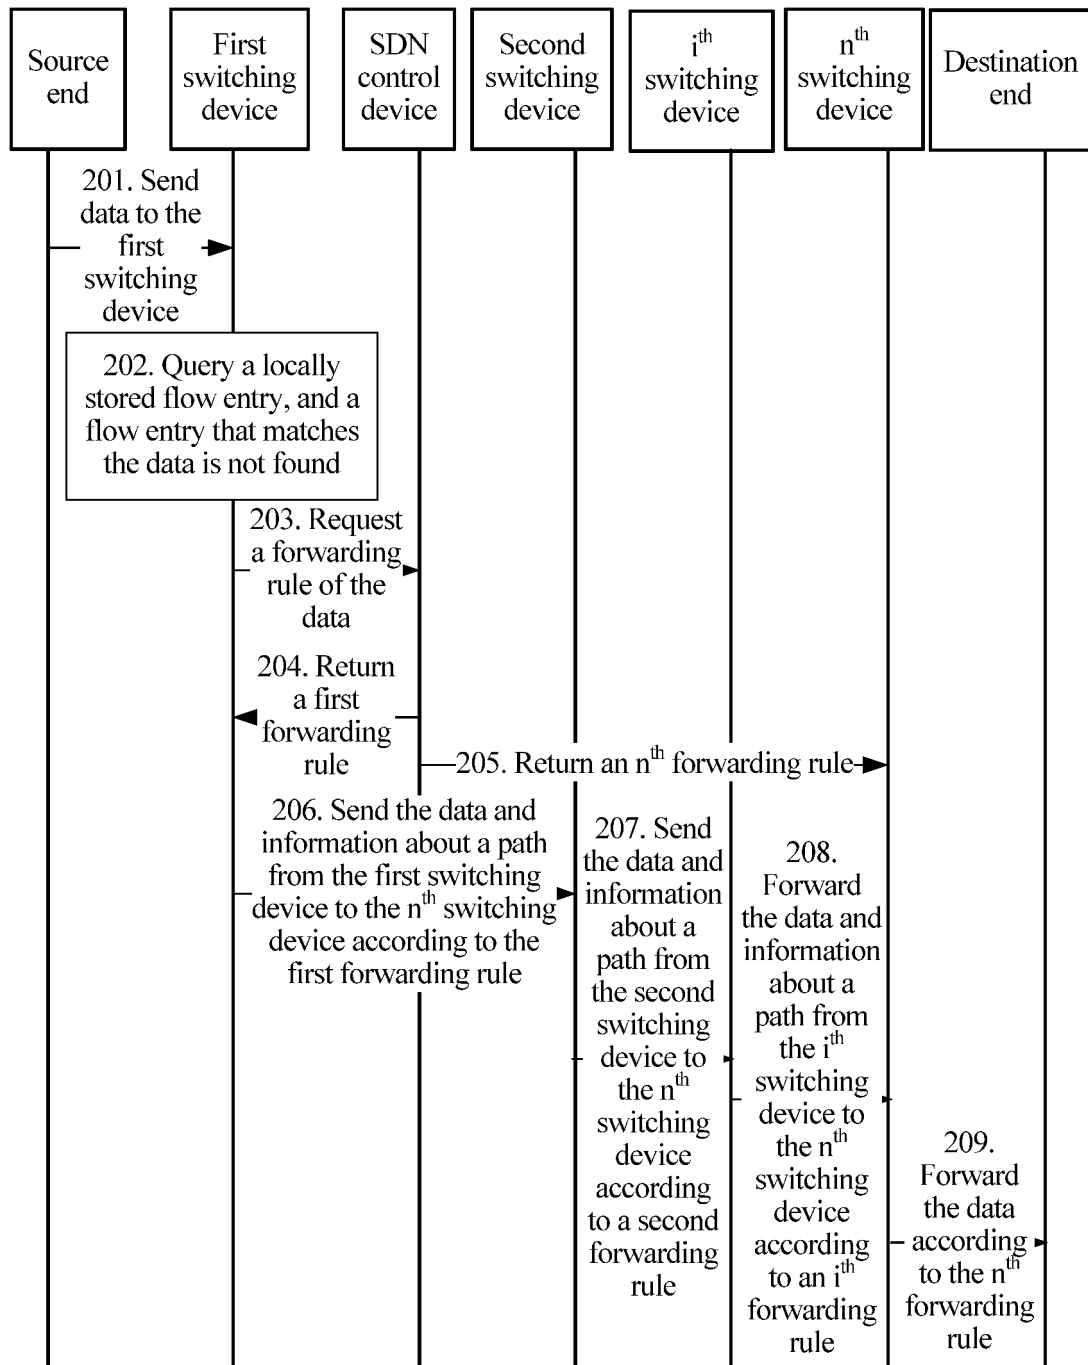 Source
end
First
switching
device
SDN
control
device
Second
switching
device
iᵗʰ
switching
device
nᵗʰ
switching
device
Destination
end
201. Send
data to the
first
switching
device
202. Query a locally
stored flow entry, and a
flow entry that matches
the data is not found
203. Request
a forwarding
rule of the
data
204. Return
a first
forwarding
rule
205. Return an nᵗʰ forwarding rule
206. Send the data and
information about a path
from the first switching
device to the nᵗʰ switching
device according to the
first forwarding rule
207. Send
the data and
information
about a
path from
the second
switching
device to
the nᵗʰ
switching
device
according
to a second
forwarding
rule
208.
Forward
the data and
information
about a
path from
the iᵗʰ
switching
device to
the nᵗʰ
switching
device
according
to an iᵗʰ
forwarding
rule
209.
Forward
the data
according
to the nᵗʰ
forwarding
rule